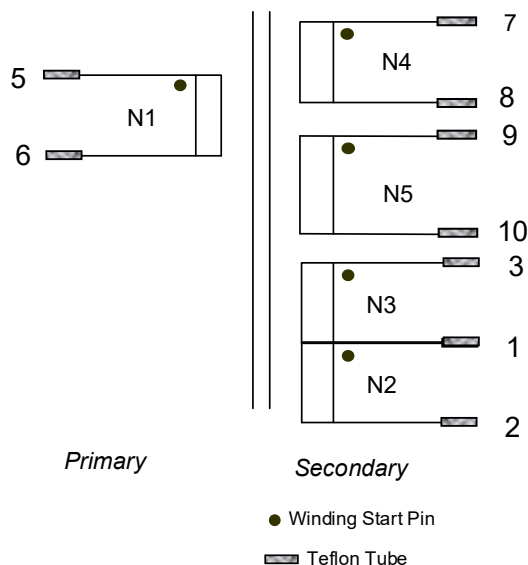 5
N1
6
7
N4
8
9
N5
10
3
N3
1
N2
2
Primary
Secondary
Winding Start Pin
Teflon Tube